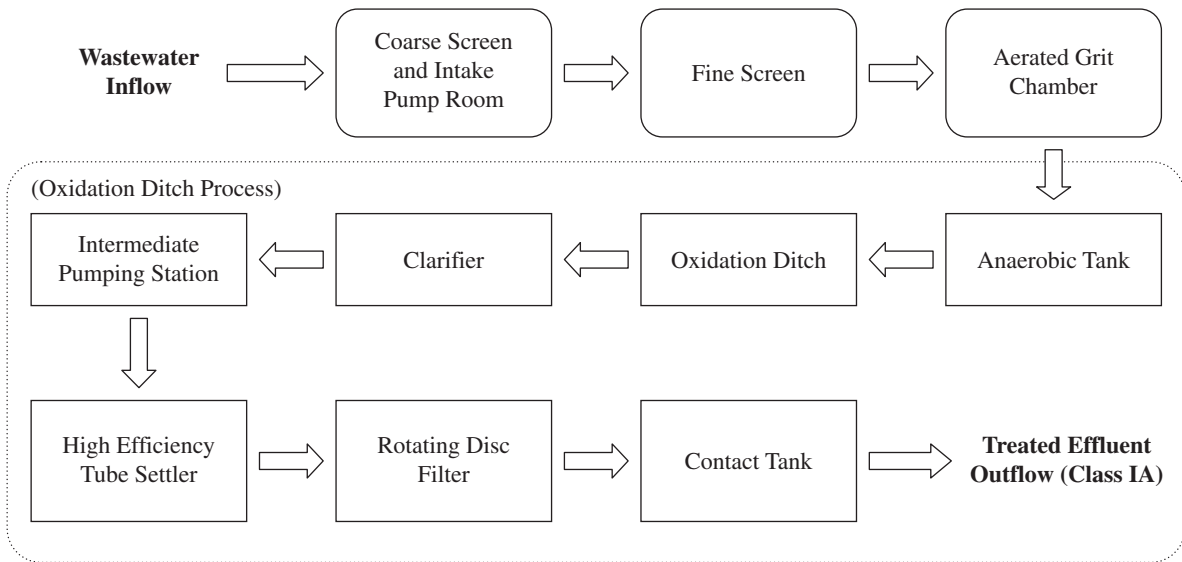 Wastewater
Inflow
Coarse Screen
and Intake
Pump Room
Fine Screen
Aerated Grit
Chamber
(Oxidation Ditch Process)
Anaerobic Tank
Oxidation Ditch
Clarifier
Intermediate
Pumping Station
High Efficiency
Tube Settler
Rotating Disc
Filter
Contact Tank
Treated Effluent
Outflow (Class IA)